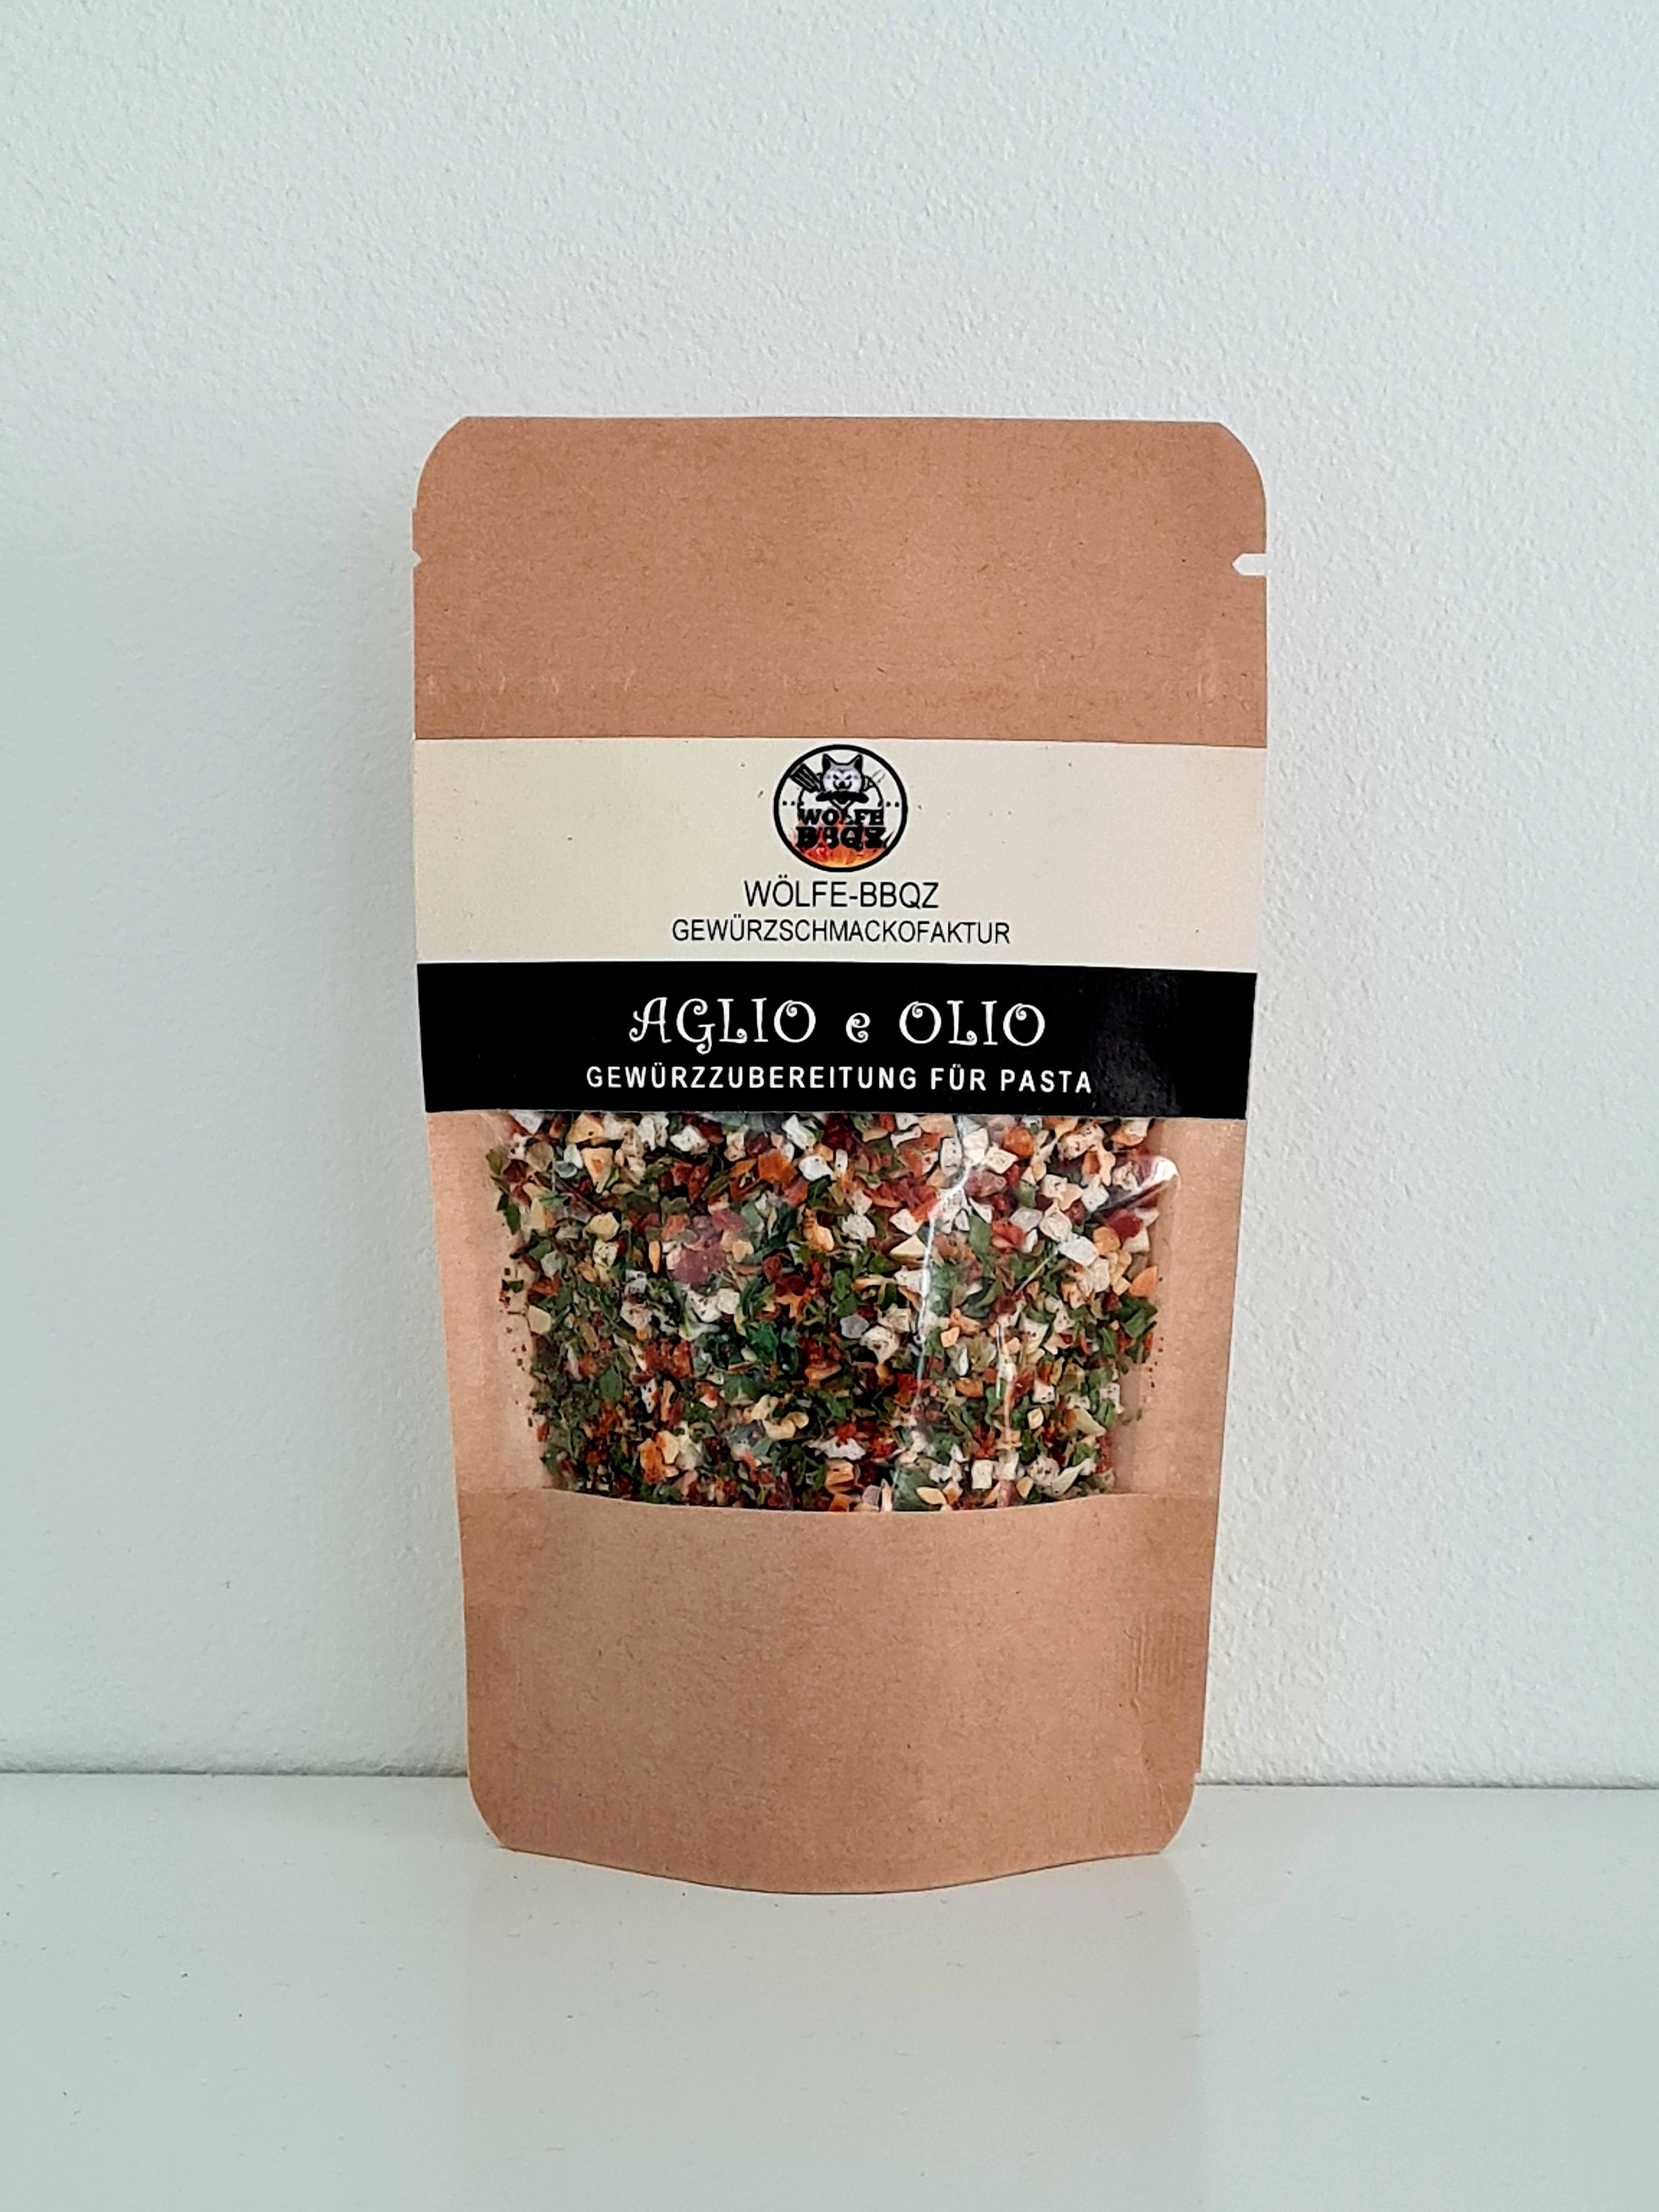 WÖLFE
BBQZ
WÖLFE-BBQZ
GEWÜRZSCHMACKOFAKTUR
AGLIO e OLIO
GEWÜRZZUBEREITUNG FÜR PASTA